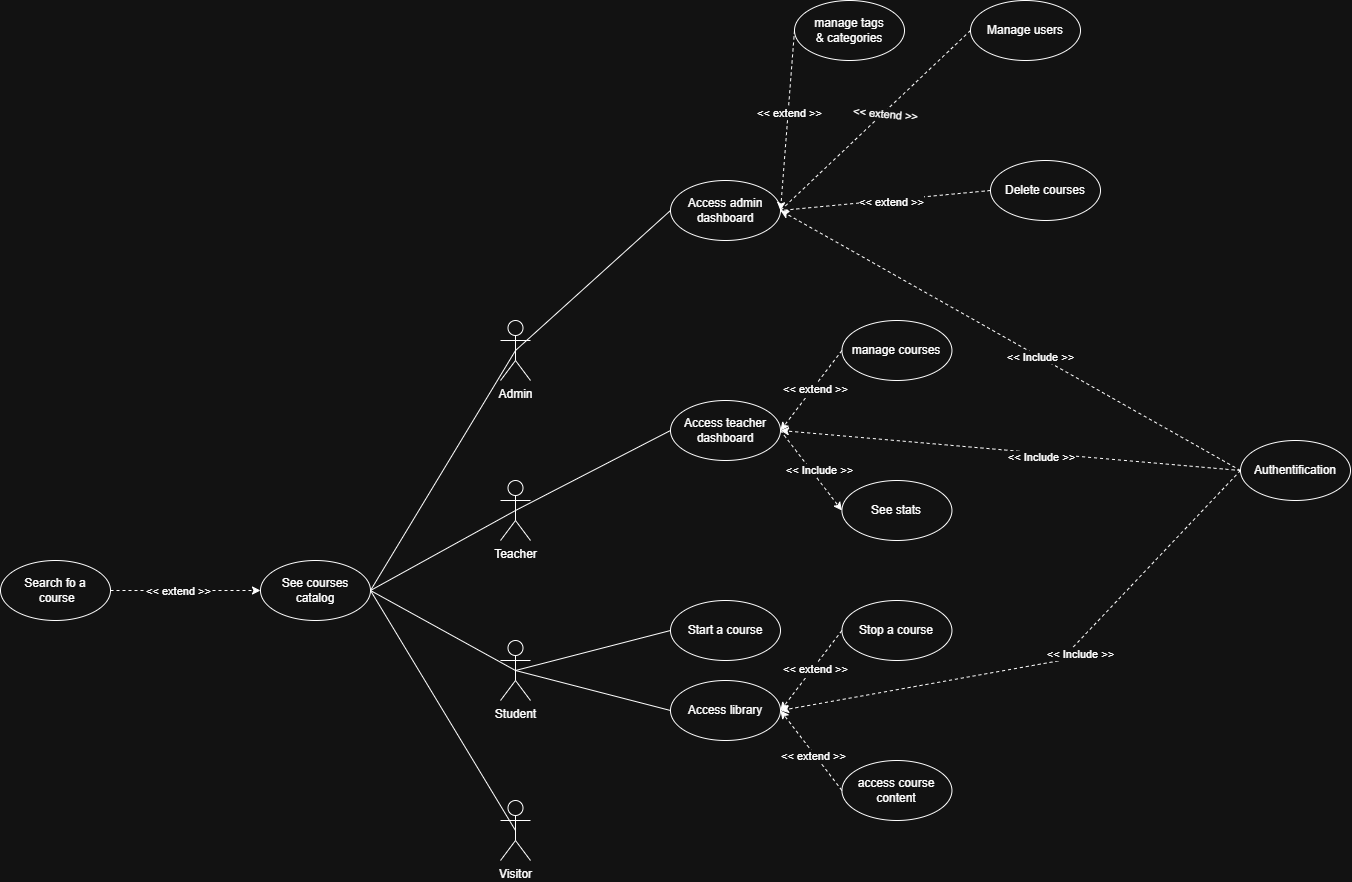 manage tags
& categories
Manage users
<< extend >>
<< extend >>
Delete courses
<< extend >>
Access admin
dashboard
<< Include >>
manage courses
<< extend >>
Admin
Access teacher
dashboard
<< Include >>
<< Include >>
Authentification
See stats
Teacher
Search fo a
course
<< extend >>
See courses
catalog
Start a course
Stop a course
<< Include >>
<< extend >>
Student
Access library
<< extend >>
access course
content
Visitor